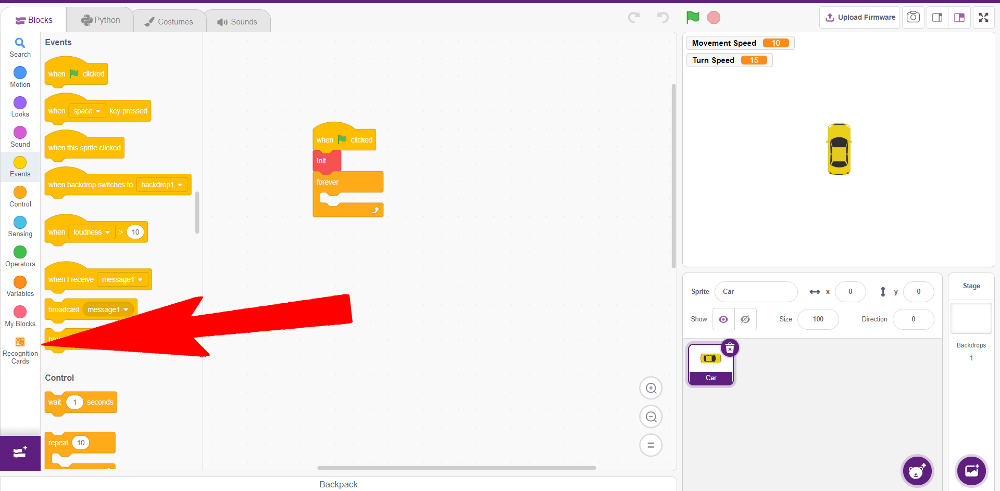 Blocks
Python
Costumes
Sounds
Upload Firmware
Search
Motion
Looks
Sound
Events
Control
Sensing
Operators
Variables
My Blocks
Recognition
Cards
Events
when clicked
when space key pressed
when this sprite clicked
when backdrop switches to backdrop1
when loudness > 10
when I receive message1
broadcast message1
Control
wait 1 seconds
repeat 10
when clicked
Init
forever
Backpack
Movement Speed 10
Turn Speed 15
Sprite Car x 0 y 0
Show Size 100 Direction 0
Car
Stage
Backdrops
1